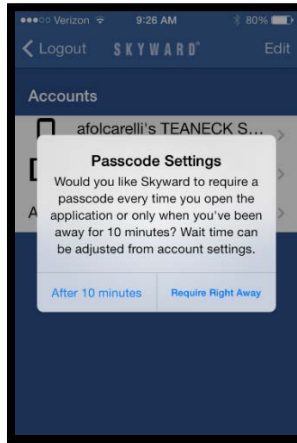 Verizon 9:26 AM 80%
Logout SKYWARD® Edit
Accounts
afolcarelli's TEANECK S...
Passcode Settings
Would you like Skyward to require a
passcode every time you open the
application or only when you've been
away for 10 minutes? Wait time can
be adjusted from account settings.
After 10 minutes Require Right Away